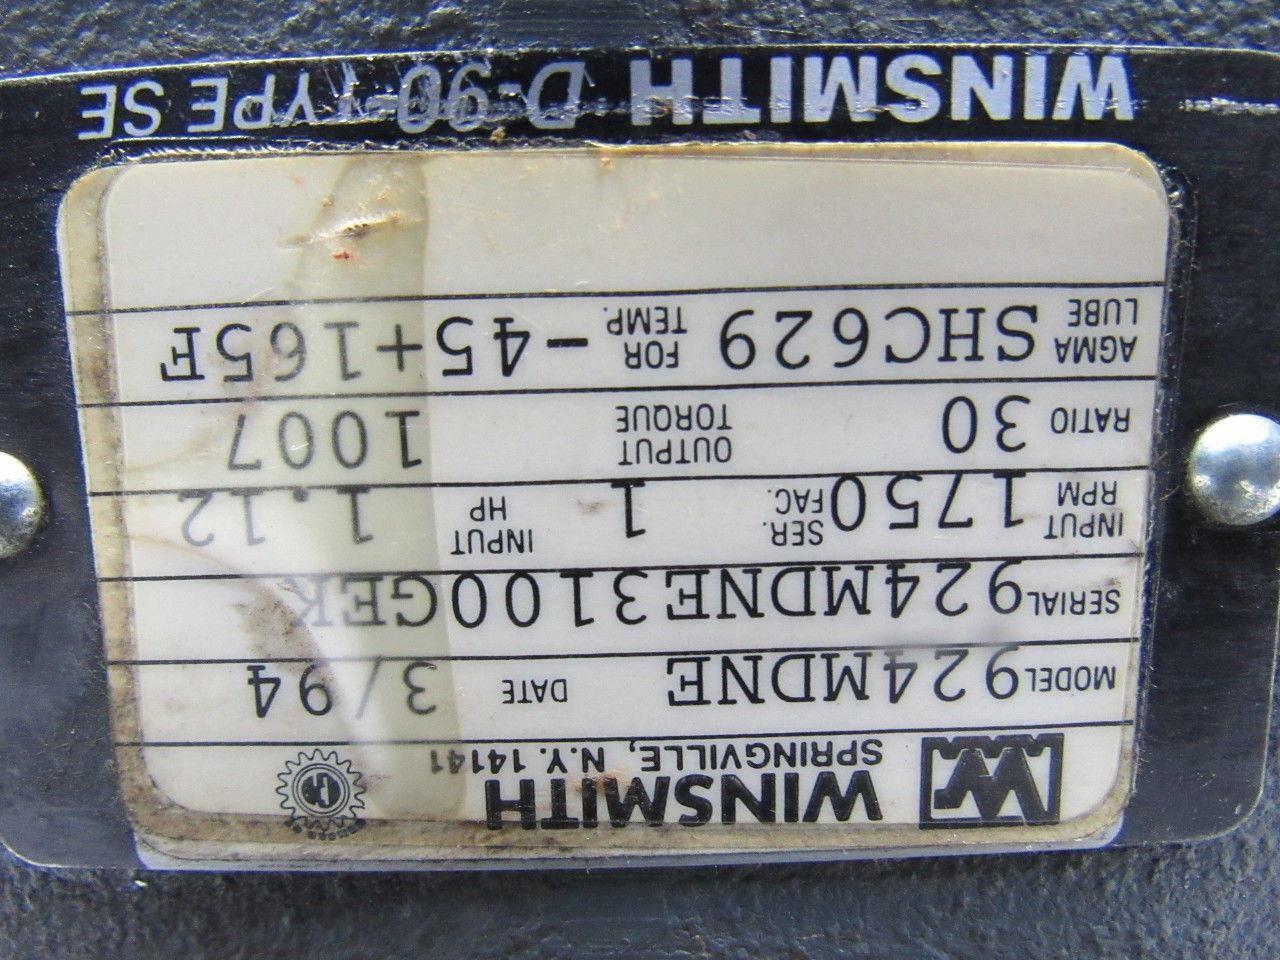 WINSMITH
SPRINGVILLE, N.Y. 14141
MODEL 924MDNE DATE 3/94
SERIAL 924MDNE3100GEK
INPUT RPM 1750 SER. FAC. 1 INPUT HP 1.12
RATIO 30 OUTPUT TORQUE 1007
AGMA LUBE SHC629 FOR TEMP. -45+165F
WINSMITH D-90 TYPE SE